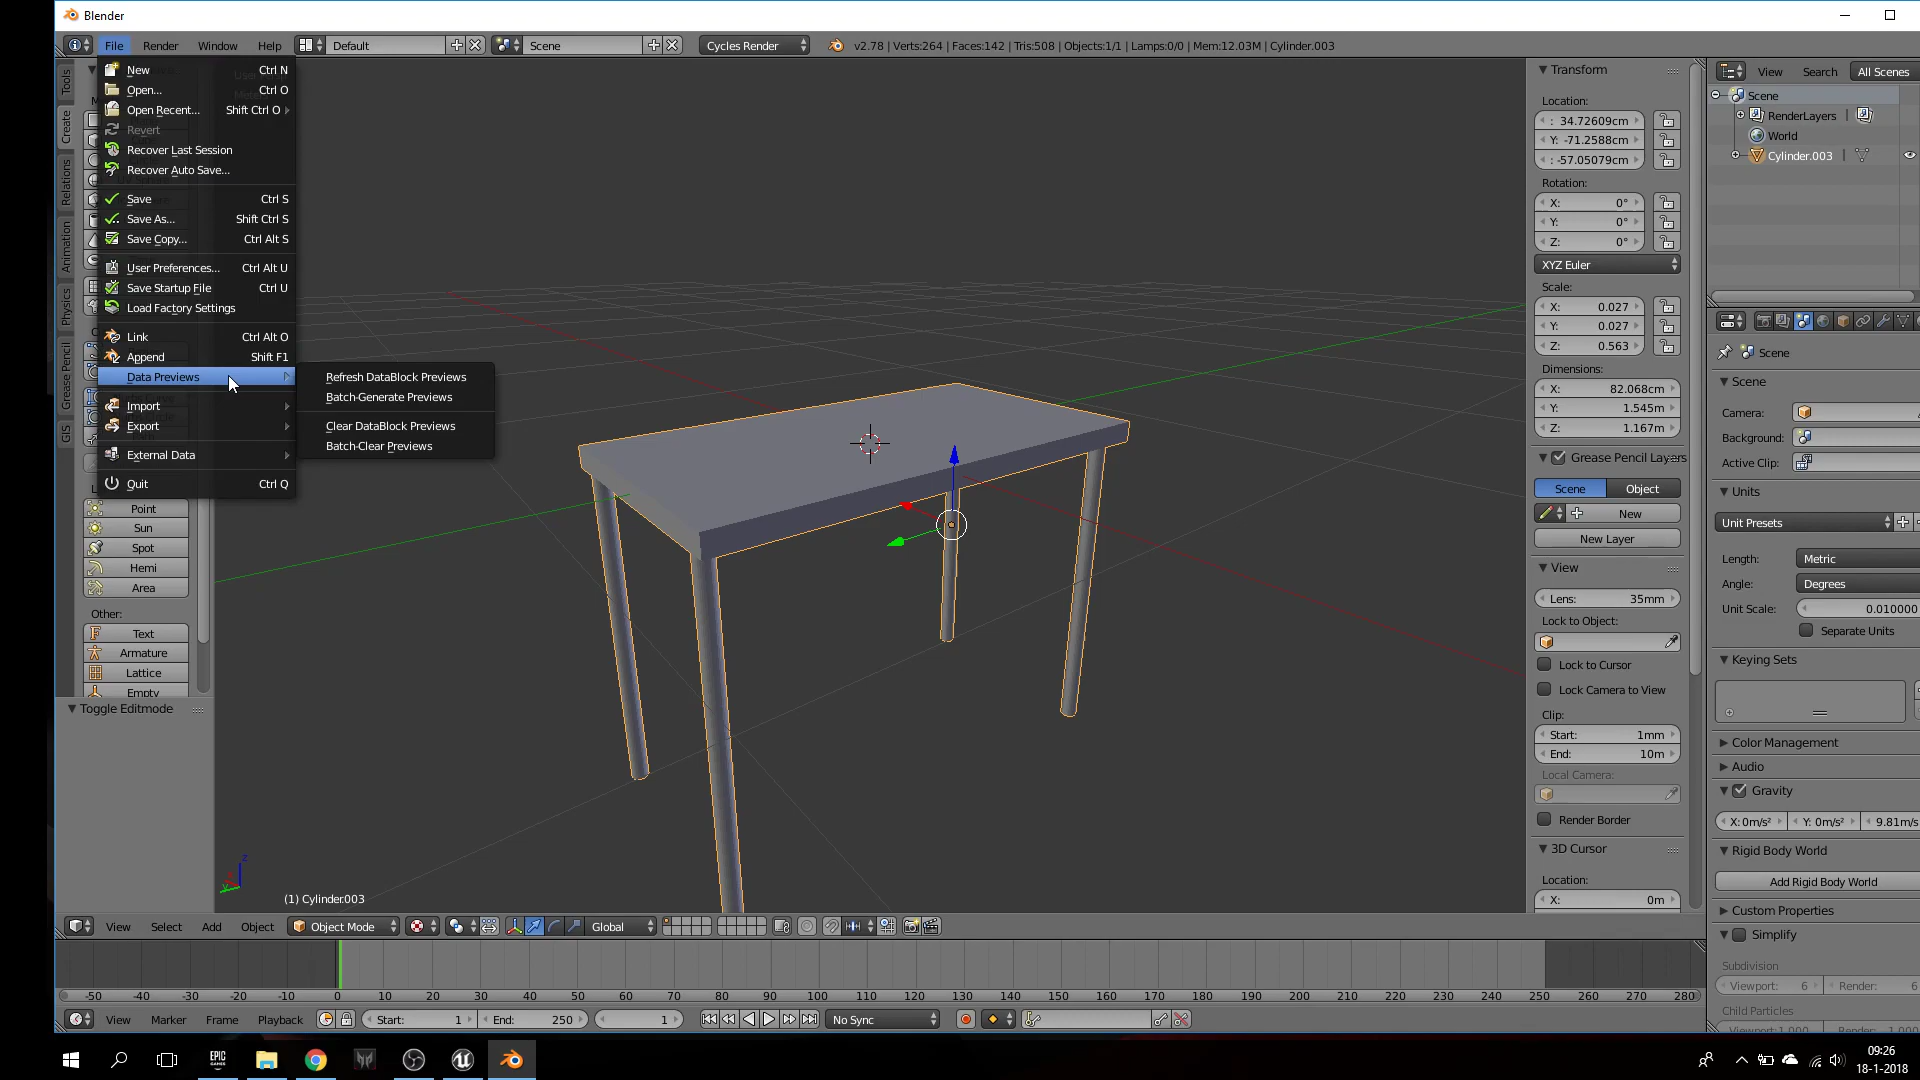 Blender
File Render Window Help Default Scene Cycles Render v2.78 | Verts:264 | Faces:142 | Tris:508 | Objects:1/1 | Lamps:0/0 | Mem:12.03M | Cylinder.003
New Ctrl N
Open... Ctrl O
Open Recent... Shift Ctrl O
Revert
Recover Last Session
Recover Auto Save...
Save Ctrl S
Save As... Shift Ctrl S
Save Copy... Ctrl Alt S
User Preferences... Ctrl Alt U
Save Startup File Ctrl U
Load Factory Settings
Link Ctrl Alt O
Append Shift F1
Data Previews
Import
Export
External Data
Quit Ctrl Q
Refresh DataBlock Previews
Batch-Generate Previews
Clear DataBlock Previews
Batch-Clear Previews
Tools
Create
Relations
Animation
Physics
Grease Pencil
GIS
Point
Sun
Spot
Hemi
Area
Other:
Text
Armature
Lattice
Empty
Toggle Editmode
(1) Cylinder.003
Transform
Location:
: 34.72609cm
Y: -71.2588cm
: -57.05079cm
Rotation:
X: 0°
Y: 0°
Z: 0°
XYZ Euler
Scale:
X: 0.027
Y: 0.027
Z: 0.563
Dimensions:
X: 82.068cm
Y: 1.545m
Z: 1.167m
Grease Pencil Layers
Scene Object
New
New Layer
View
Lens: 35mm
Lock to Object:
Lock to Cursor
Lock Camera to View
Clip:
Start: 1mm
End: 10m
Local Camera:
Render Border
3D Cursor
Location:
X: 0m
View Search All Scenes
Scene
RenderLayers
World
Cylinder.003
Scene
Scene
Camera:
Background:
Active Clip:
Units
Unit Presets
Length: Metric
Angle: Degrees
Unit Scale: 0.010000
Separate Units
Keying Sets
Color Management
Audio
Gravity
X: 0m/s² Y: 0m/s² 9.81m/s
Rigid Body World
Add Rigid Body World
Custom Properties
Simplify
Subdivision
Viewport: 6 Render: 6
Child Particles
Viewport:1.000 Render: 1.000
View Select Add Object Object Mode Global
-50 -40 -30 -20 -10 0 10 20 30 40 50 60 70 80 90 100 110 120 130 140 150 160 170 180 190 200 210 220 230 240 250 260 270 280
View Marker Frame Playback Start: 1 End: 250 1 No Sync
EPIC GAMES
09:26
18-1-2018